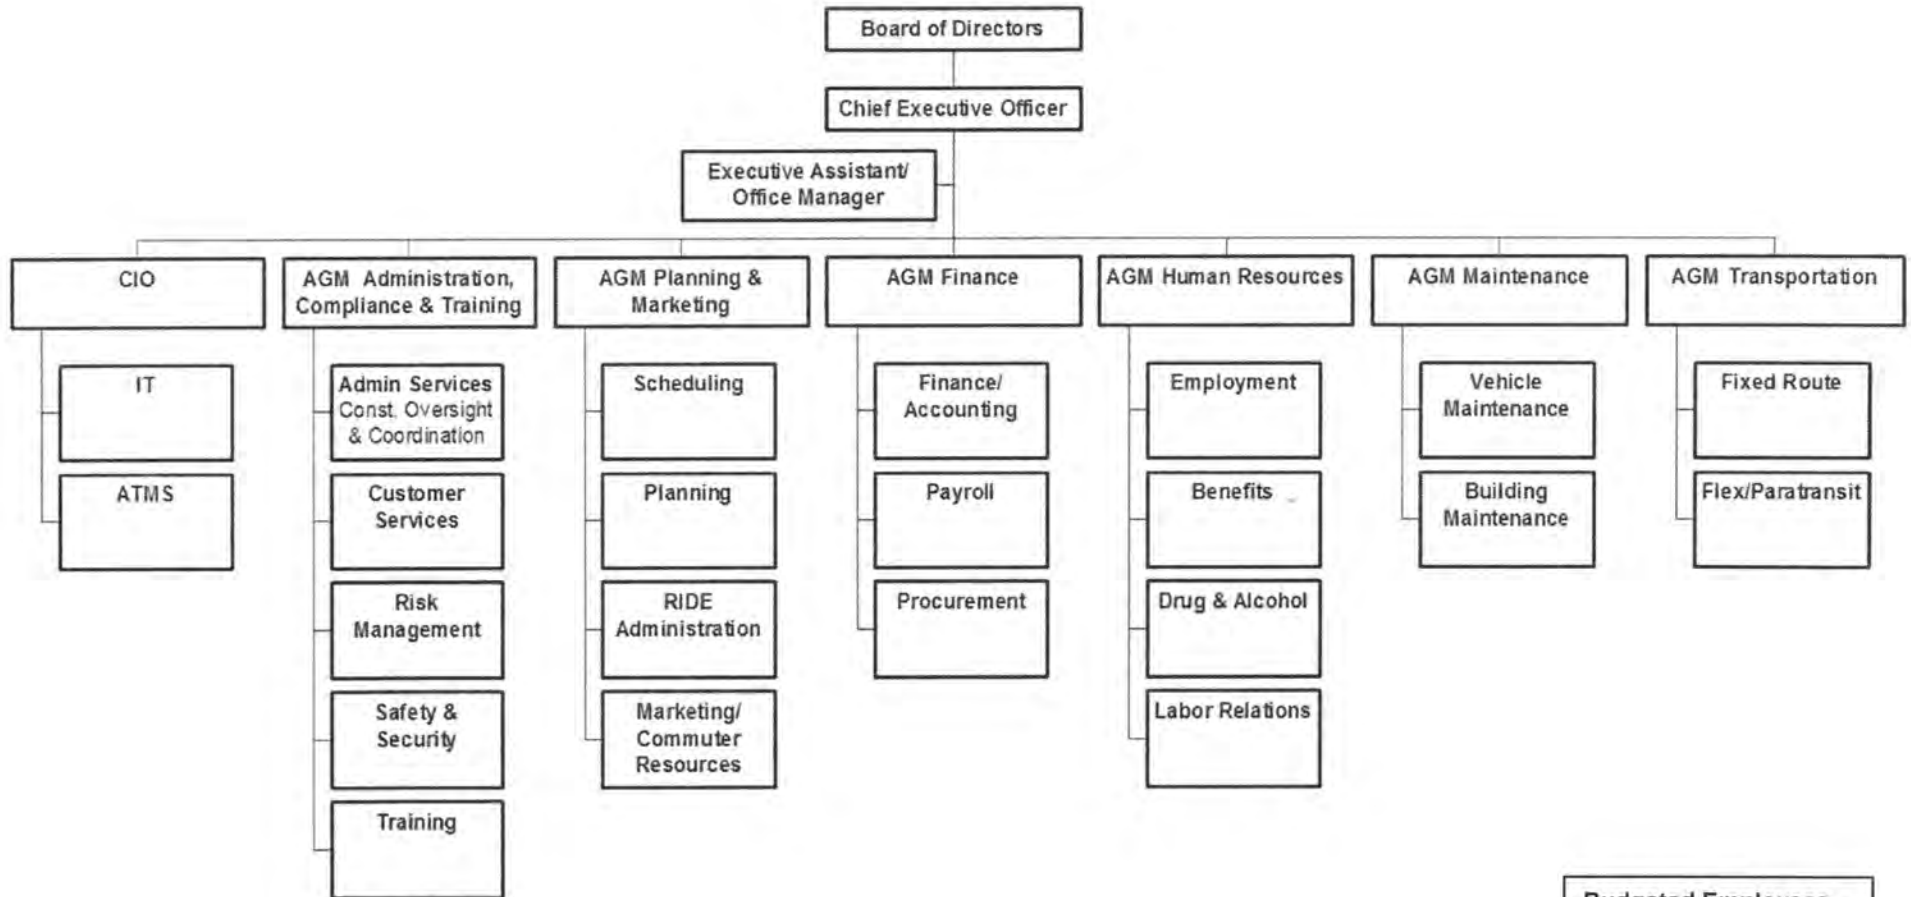 Board of Directors
Chief Executive Officer
Executive Assistant/
Office Manager
CIO
AGM Administration,
Compliance & Training
AGM Planning &
Marketing
AGM Finance
AGM Human Resources
AGM Maintenance
AGM Transportation
IT
ATMS
Admin Services
Const. Oversight
& Coordination
Customer
Services
Risk
Management
Safety &
Security
Training
Scheduling
Planning
RIDE
Administration
Marketing/
Commuter
Resources
Finance/
Accounting
Payroll
Procurement
Employment
Benefits
Drug & Alcohol
Labor Relations
Vehicle
Maintenance
Building
Maintenance
Fixed Route
Flex/Paratransit
Budgeted Employees